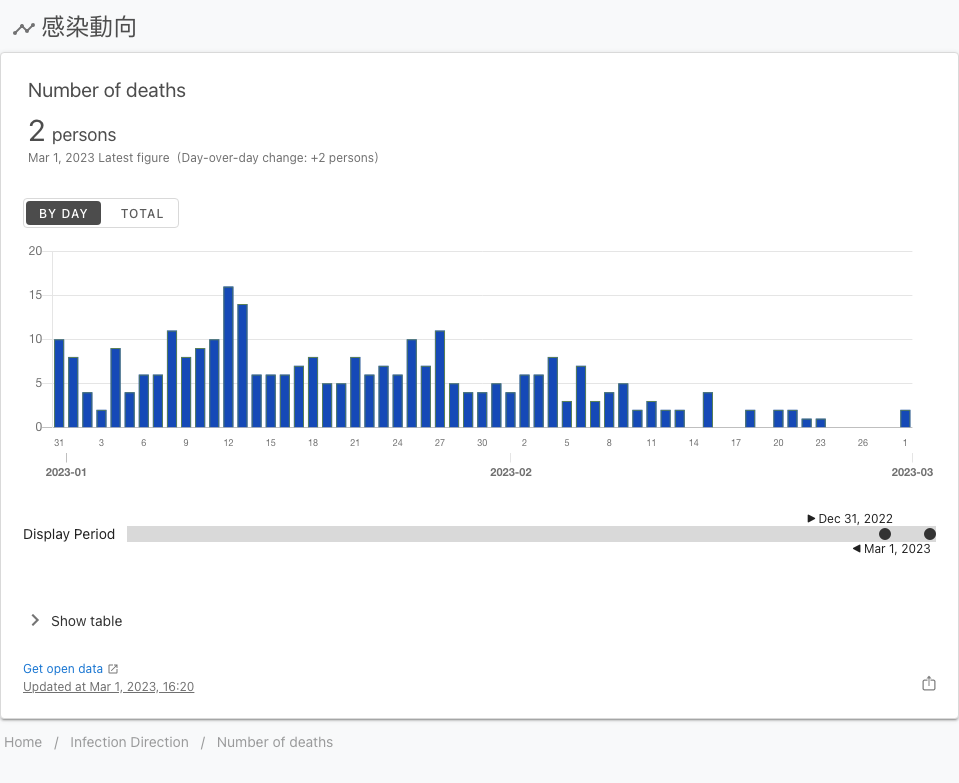 感染動向
Number of deaths
2 persons
Mar 1, 2023 Latest figure (Day-over-day change: +2 persons)
BY DAY TOTAL
20
15
10
5
0
31 3 6 9 12 15 18 21 24 27 30 2 5 8 11 14 17 20 23 26 1
2023-01 2023-02 2023-03
Dec 31, 2022
Display Period
Mar 1, 2023
Show table
Get open data
Updated at Mar 1, 2023, 16:20
Home / Infection Direction / Number of deaths